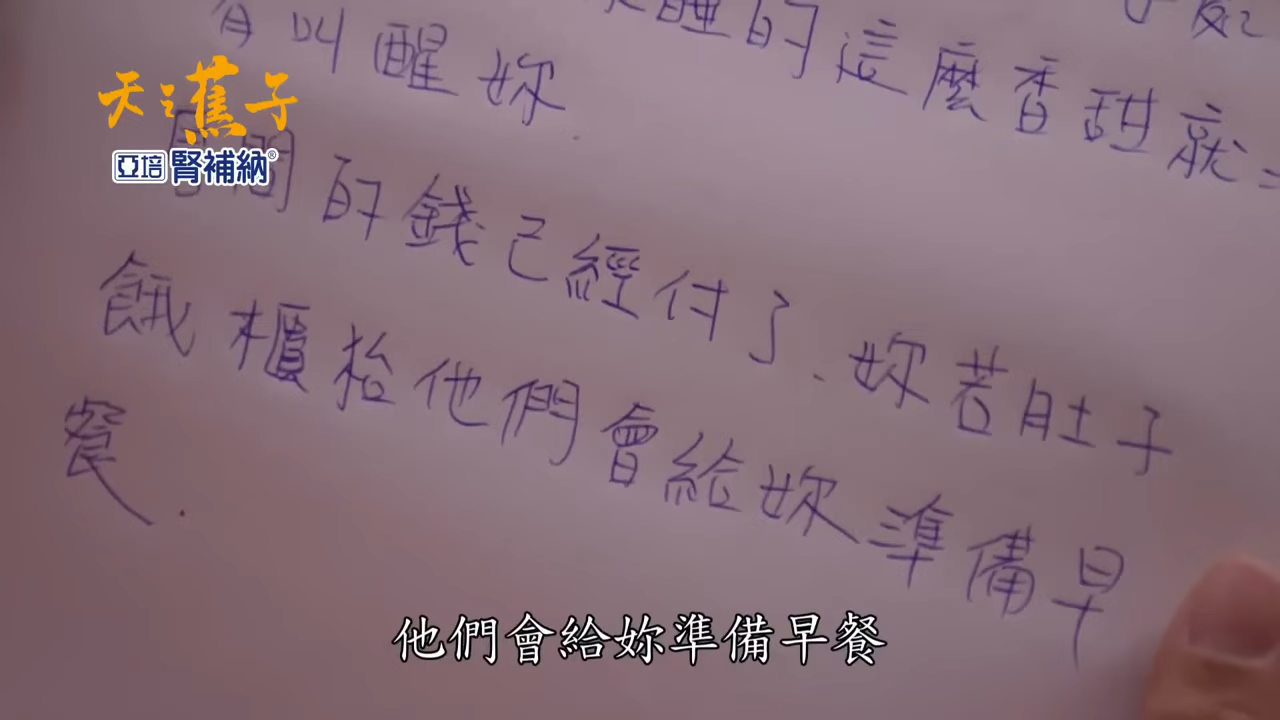 睡的這麼香甜就
叫醒妳.
天之蕉子
亞培 腎補納®
間的錢已經付了、妳若肚子
餓櫃枱他們會給妳準備早
餐.
他們會給妳準備早餐